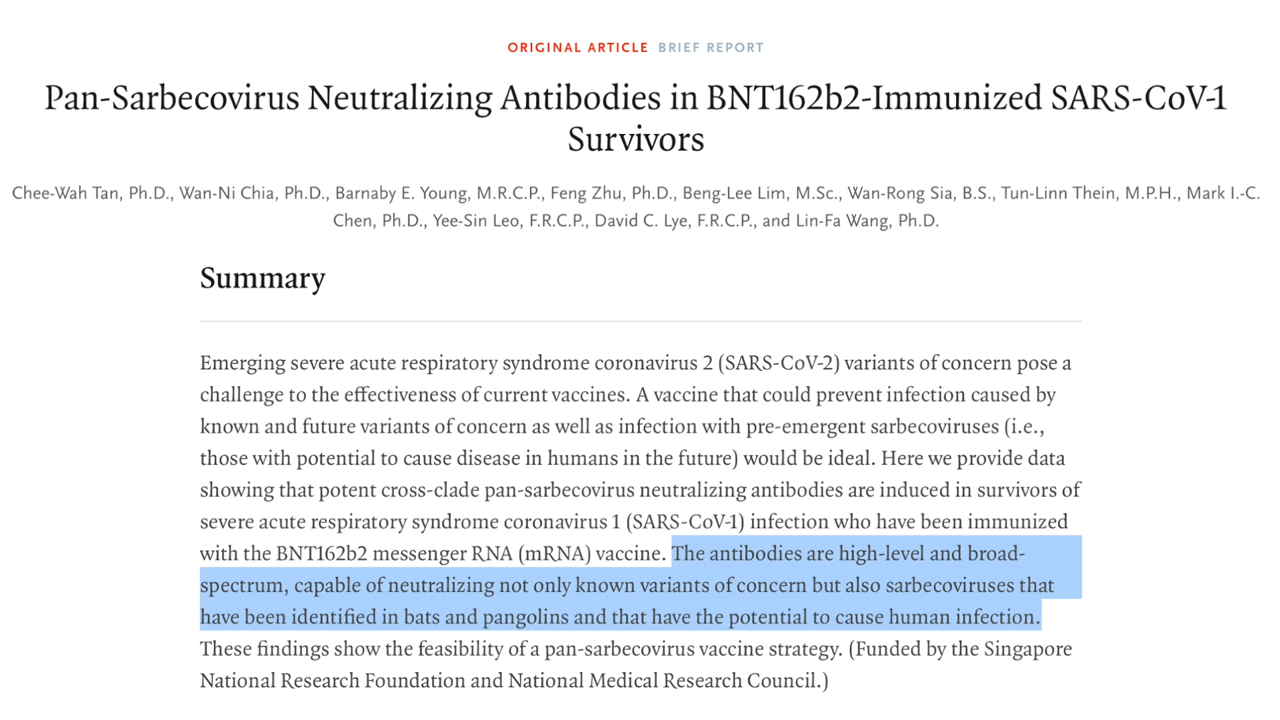 ORIGINAL ARTICLE BRIEF REPORT
Pan-Sarbecovirus Neutralizing Antibodies in BNT162b2-Immunized SARS-CoV-1
Survivors
Chee-Wah Tan, Ph.D., Wan-Ni Chia, Ph.D., Barnaby E. Young, M.R.C.P., Feng Zhu, Ph.D., Beng-Lee Lim, M.Sc., Wan-Rong Sia, B.S., Tun-Linn Thein, M.P.H., Mark I.-C.
Chen, Ph.D., Yee-Sin Leo, F.R.C.P., David C. Lye, F.R.C.P., and Lin-Fa Wang, Ph.D.
Summary
Emerging severe acute respiratory syndrome coronavirus 2 (SARS-CoV-2) variants of concern pose a
challenge to the effectiveness of current vaccines. A vaccine that could prevent infection caused by
known and future variants of concern as well as infection with pre-emergent sarbecoviruses (i.e.,
those with potential to cause disease in humans in the future) would be ideal. Here we provide data
showing that potent cross-clade pan-sarbecovirus neutralizing antibodies are induced in survivors of
severe acute respiratory syndrome coronavirus 1 (SARS-CoV-1) infection who have been immunized
with the BNT162b2 messenger RNA (mRNA) vaccine. The antibodies are high-level and broad-
spectrum, capable of neutralizing not only known variants of concern but also sarbecoviruses that
have been identified in bats and pangolins and that have the potential to cause human infection.
These findings show the feasibility of a pan-sarbecovirus vaccine strategy. (Funded by the Singapore
National Research Foundation and National Medical Research Council.)